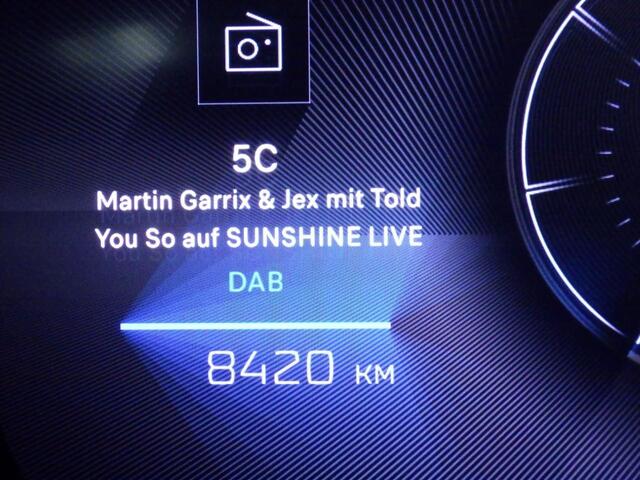 5C
Martin Garrix & Jex mit Told
You So auf SUNSHINE LIVE
DAB
8420 KM